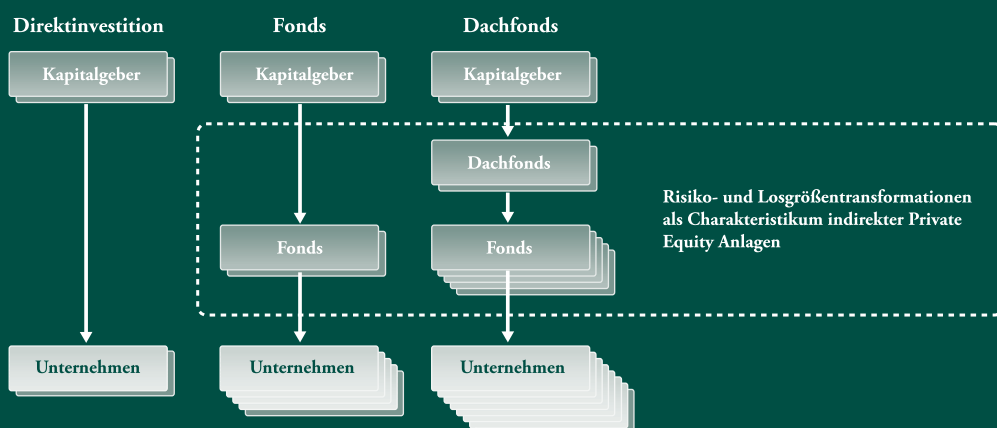 Direktinvestition
Fonds
Dachfonds
Kapitalgeber
Kapitalgeber
Kapitalgeber
Dachfonds
Risiko- und Losgrößentransformationen
als Charakteristikum indirekter Private
Equity Anlagen
Fonds
Fonds
Unternehmen
Unternehmen
Unternehmen